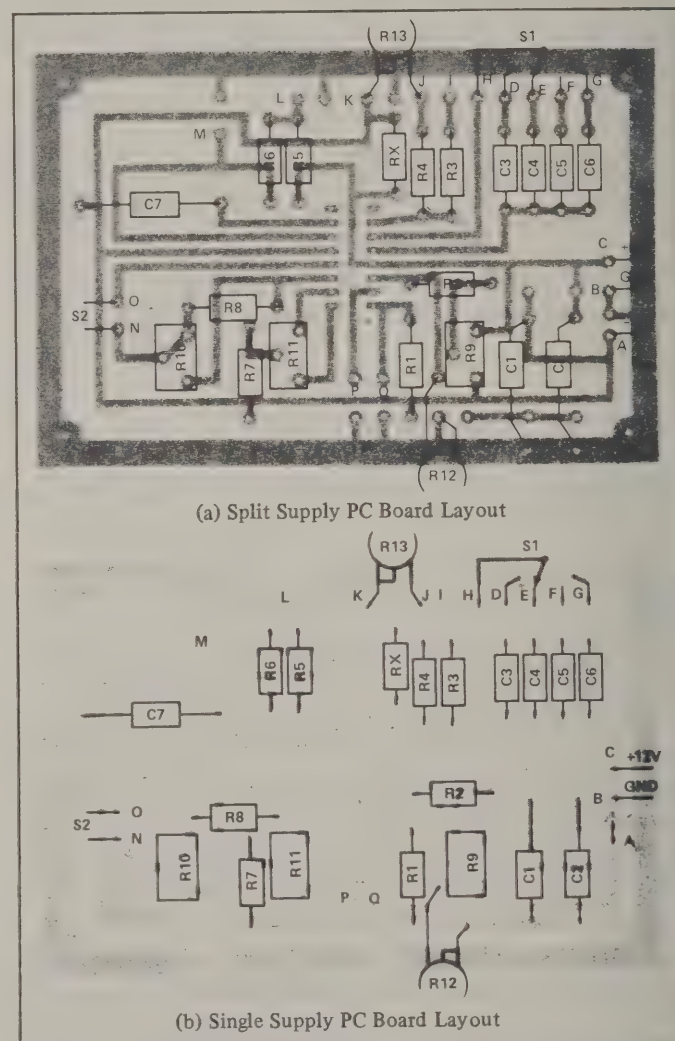 R13 S1
L K J I H D E F G
M
R6 R5 RX R4 R3 C3 C4 C5 C6
C7
C +
G
B
O R8
S2 N
A
R10 R7 R11 R1 R9 C1 C
P Q
R12
(a) Split Supply PC Board Layout
R13 S1
L K J I H D E F G
M
R6 R5 RX R4 R3 C3 C4 C5 C6
C7
C +12V
GND
B
R2
O R8
S2 N
A
R10 R7 R11 R1 R9 C1 C2
P Q
R12
(b) Single Supply PC Board Layout